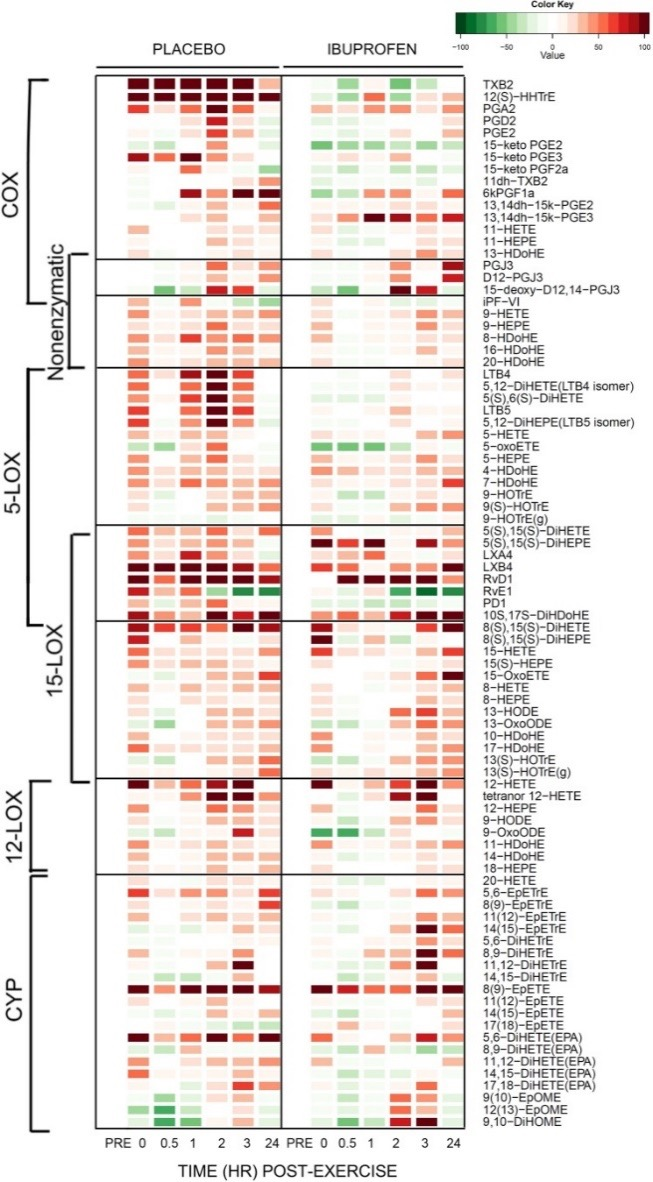 Color Key
−100 −50 0 50 100
Value
PLACEBO IBUPROFEN
COX
Nonenzymatic
5-LOX
15-LOX
12-LOX
CYP
TXB2
12(S)−HHTrE
PGA2
PGD2
PGE2
15−keto PGE2
15−keto PGE3
15−keto PGF2a
11dh−TXB2
6kPGF1a
13,14dh−15k−PGE2
13,14dh−15k−PGE3
11−HETE
11−HEPE
13−HDoHE
PGJ3
D12−PGJ3
15−deoxy−D12,14−PGJ3
iPF−VI
9−HETE
9−HEPE
8−HDoHE
16−HDoHE
20−HDoHE
LTB4
5,12−DiHETE(LTB4 isomer)
5(S),6(S)−DiHETE
LTB5
5,12−DiHEPE(LTB5 isomer)
5−HETE
5−oxoETE
5−HEPE
4−HDoHE
7−HDoHE
9−HOTrE
9(S)−HOTrE
9−HOTrE(g)
5(S),15(S)−DiHETE
5(S),15(S)−DiHEPE
LXA4
LXB4
RvD1
RvE1
PD1
10S,17S−DiHDoHE
8(S),15(S)−DiHETE
8(S),15(S)−DiHEPE
15−HETE
15(S)−HEPE
15−OxoETE
8−HETE
8−HEPE
13−HODE
13−OxoODE
10−HDoHE
17−HDoHE
13(S)−HOTrE
13(S)−HOTrE(g)
12−HETE
tetranor 12−HETE
12−HEPE
9−HODE
9−OxoODE
11−HDoHE
14−HDoHE
18−HEPE
20−HETE
5,6−EpETrE
8(9)−EpETrE
11(12)−EpETrE
14(15)−EpETrE
5,6−DiHETrE
8,9−DiHETrE
11,12−DiHETrE
14,15−DiHETrE
8(9)−EpETE
11(12)−EpETE
14(15)−EpETE
17(18)−EpETE
5,6−DiHETE(EPA)
8,9−DiHETE(EPA)
11,12−DiHETE(EPA)
14,15−DiHETE(EPA)
17,18−DiHETE(EPA)
9(10)−EpOME
12(13)−EpOME
9,10−DiHOME
PRE 0 0.5 1 2 3 24 PRE 0 0.5 1 2 3 24
TIME (HR) POST-EXERCISE